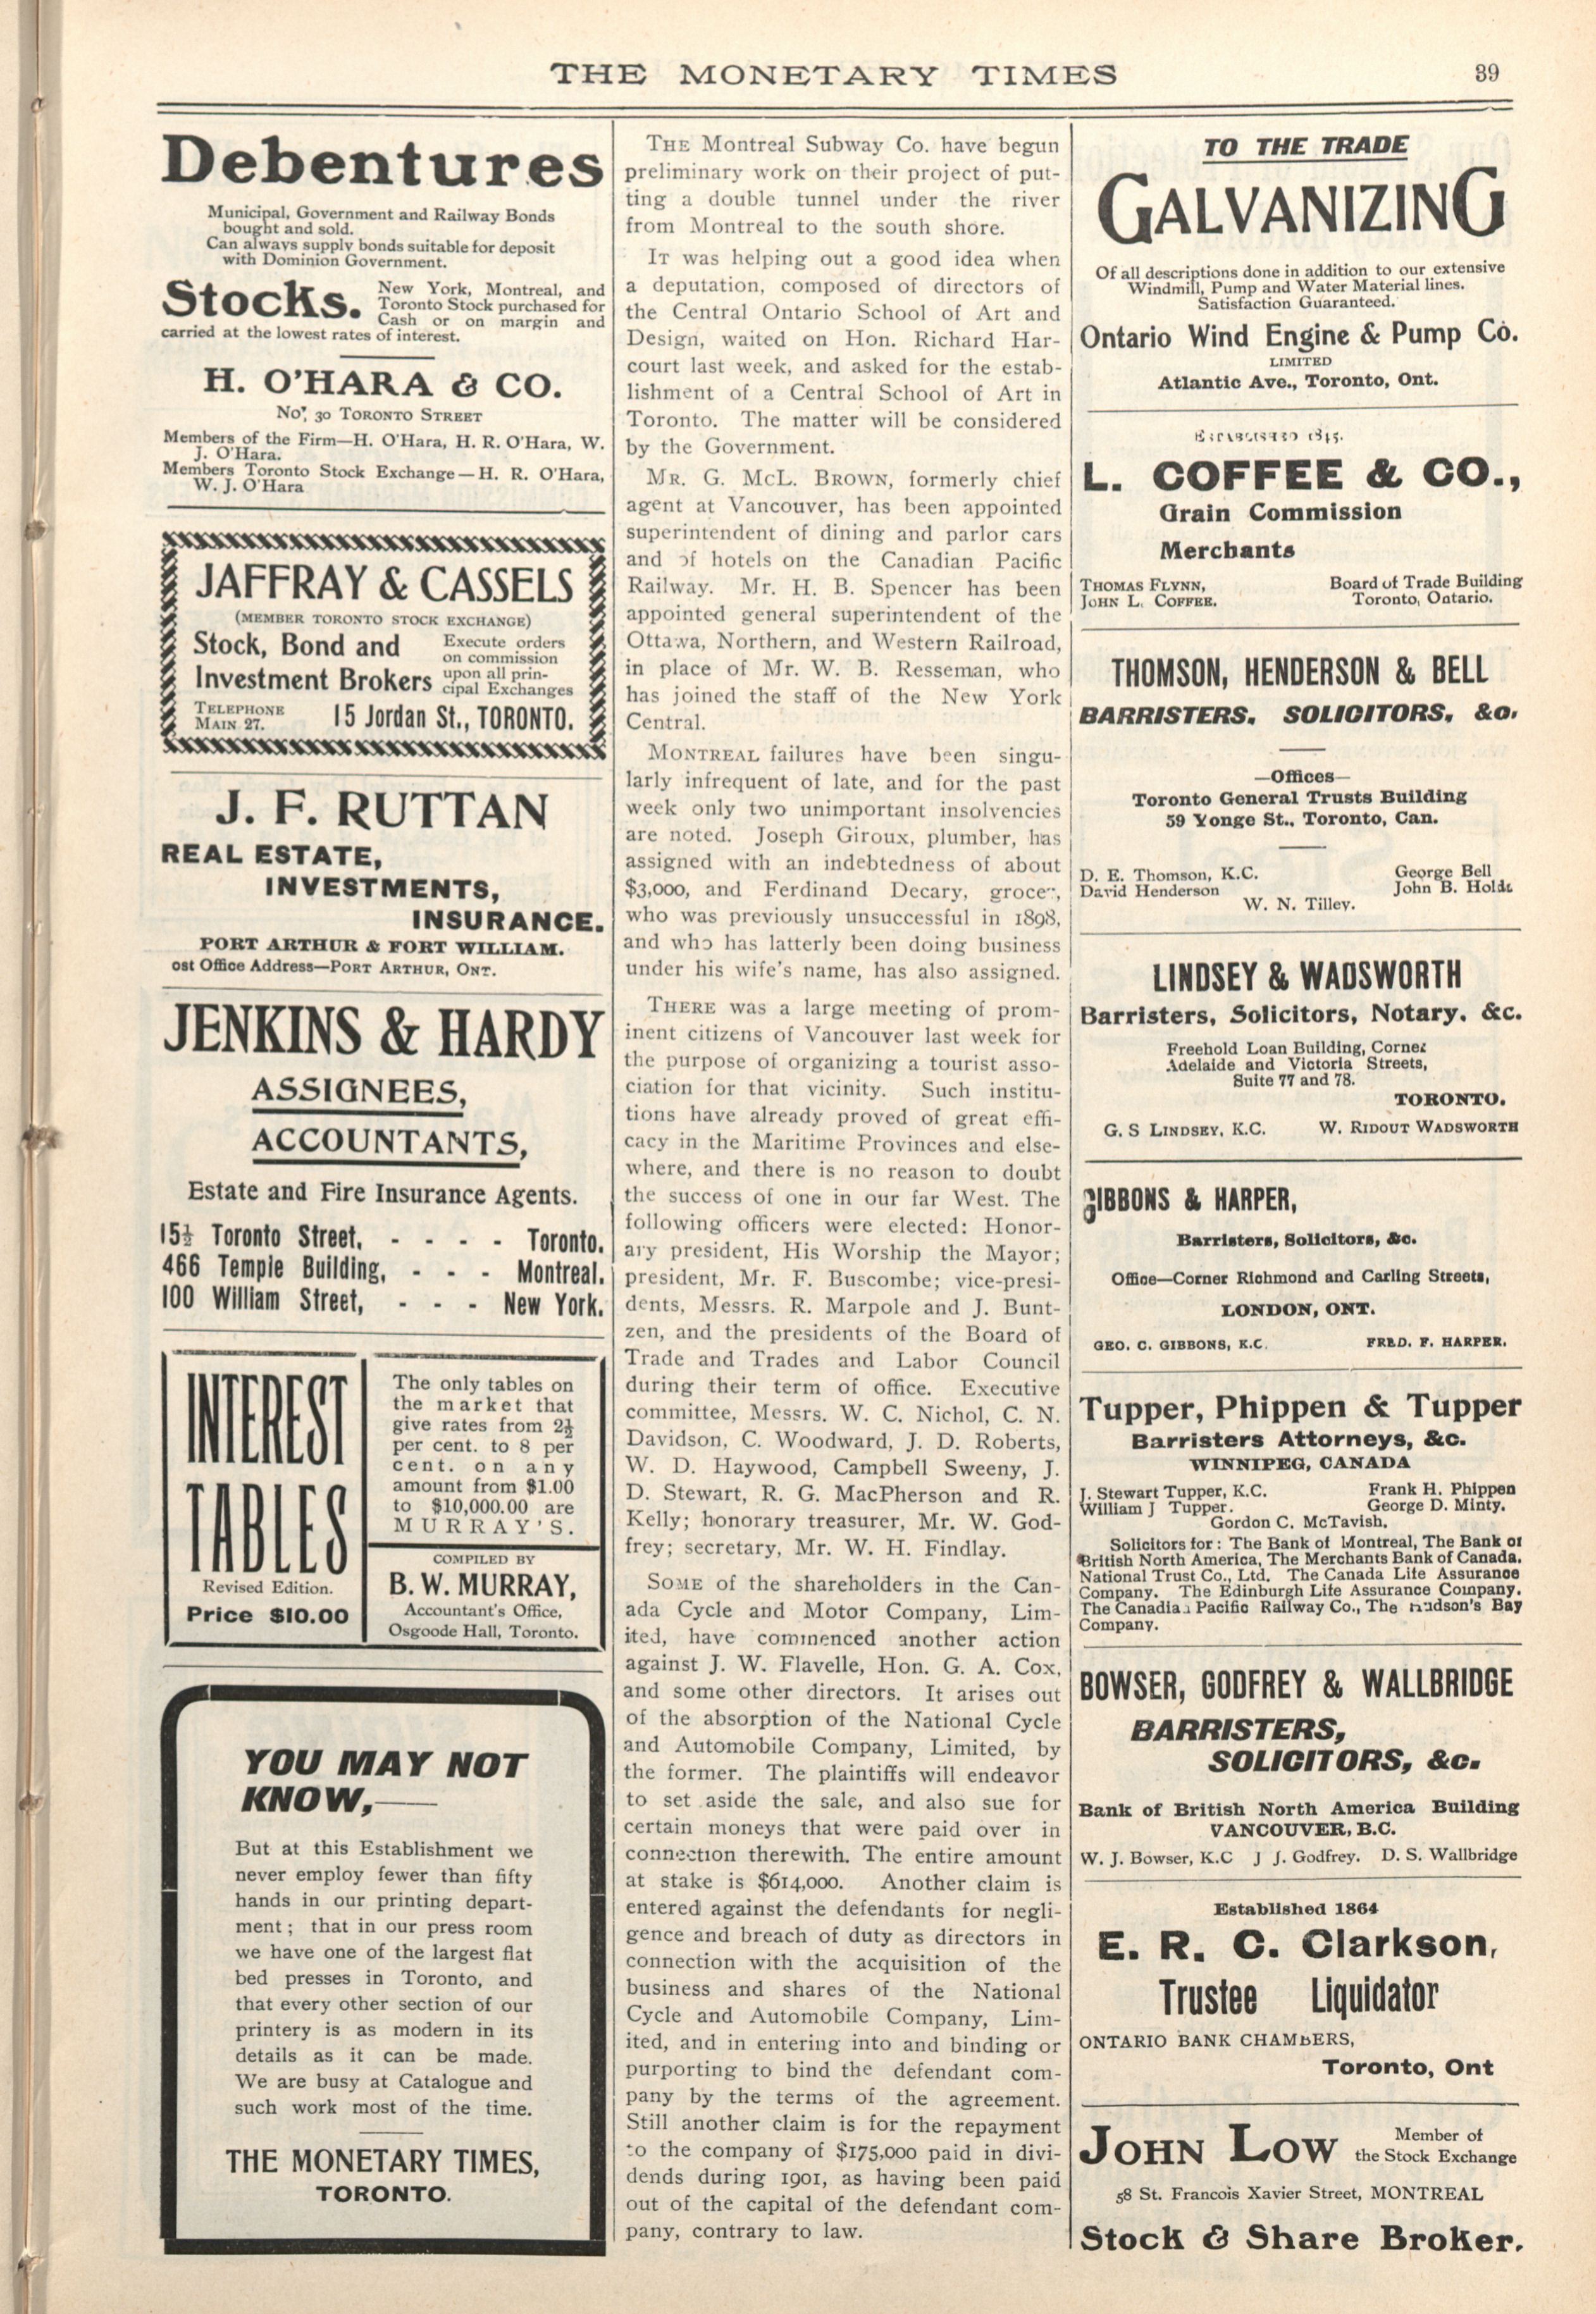 THE MONETARY TIMES 39
Debentures
Municipal, Government and Railway Bonds
bought and sold.
Can always supply bonds suitable for deposit
with Dominion Government.
Stocks. New York, Montreal, and
Toronto Stock purchased for
Cash or on margin and
carried at the lowest rates of interest.
H. O'HARA & CO.
No. 30 TORONTO STREET
Members of the Firm—H. O'Hara, H. R. O'Hara, W.
J. O'Hara.
Members Toronto Stock Exchange—H. R. O'Hara,
W. J. O'Hara
JAFFRAY & CASSELS
(MEMBER TORONTO STOCK EXCHANGE)
Stock, Bond and
Investment Brokers
Execute orders
on commission
upon all prin-
cipal Exchanges
TELEPHONE
MAIN 27.
15 Jordan St., TORONTO.
J. F. RUTTAN
REAL ESTATE,
INVESTMENTS,
INSURANCE.
PORT ARTHUR & FORT WILLIAM.
ost Office Address—PORT ARTHUR, ONT.
JENKINS & HARDY
ASSIGNEES,
ACCOUNTANTS,
Estate and Fire Insurance Agents.
15½ Toronto Street, - - - - Toronto.
466 Temple Building, - - - Montreal.
100 William Street, - - - New York.
INTEREST
TABLES
Revised Edition.
Price $10.00
The only tables on
the market that
give rates from 2½
per cent. to 8 per
cent. on any
amount from $1.00
to $10,000.00 are
MURRAY'S.
COMPILED BY
B. W. MURRAY,
Accountant's Office,
Osgoode Hall, Toronto.
YOU MAY NOT
KNOW,—
But at this Establishment we
never employ fewer than fifty
hands in our printing depart-
ment; that in our press room
we have one of the largest flat
bed presses in Toronto, and
that every other section of our
printery is as modern in its
details as it can be made.
We are busy at Catalogue and
such work most of the time.
THE MONETARY TIMES,
TORONTO.
THE Montreal Subway Co. have begun
preliminary work on their project of put-
ting a double tunnel under the river
from Montreal to the south shore.
IT was helping out a good idea when
a deputation, composed of directors of
the Central Ontario School of Art and
Design, waited on Hon. Richard Har-
court last week, and asked for the estab-
lishment of a Central School of Art in
Toronto. The matter will be considered
by the Government.
MR. G. McL. BROWN, formerly chief
agent at Vancouver, has been appointed
superintendent of dining and parlor cars
and of hotels on the Canadian Pacific
Railway. Mr. H. B. Spencer has been
appointed general superintendent of the
Ottawa, Northern, and Western Railroad,
in place of Mr. W. B. Resseman, who
has joined the staff of the New York
Central.
MONTREAL failures have been singu-
larly infrequent of late, and for the past
week only two unimportant insolvencies
are noted. Joseph Giroux, plumber, has
assigned with an indebtedness of about
$3,000, and Ferdinand Decary, grocer,
who was previously unsuccessful in 1898,
and who has latterly been doing business
under his wife's name, has also assigned.
THERE was a large meeting of prom-
inent citizens of Vancouver last week for
the purpose of organizing a tourist asso-
ciation for that vicinity. Such institu-
tions have already proved of great effi-
cacy in the Maritime Provinces and else-
where, and there is no reason to doubt
the success of one in our far West. The
following officers were elected: Honor-
ary president, His Worship the Mayor;
president, Mr. F. Buscombe; vice-presi-
dents, Messrs. R. Marpole and J. Bunt-
zen, and the presidents of the Board of
Trade and Trades and Labor Council
during their term of office. Executive
committee, Messrs. W. C. Nichol, C. N.
Davidson, C. Woodward, J. D. Roberts,
W. D. Haywood, Campbell Sweeny, J.
D. Stewart, R. G. MacPherson and R.
Kelly; honorary treasurer, Mr. W. God-
frey; secretary, Mr. W. H. Findlay.
SOME of the shareholders in the Can-
ada Cycle and Motor Company, Lim-
ited, have commenced another action
against J. W. Flavelle, Hon. G. A. Cox,
and some other directors. It arises out
of the absorption of the National Cycle
and Automobile Company, Limited, by
the former. The plaintiffs will endeavor
to set aside the sale, and also sue for
certain moneys that were paid over in
connection therewith. The entire amount
at stake is $614,000. Another claim is
entered against the defendants for negli-
gence and breach of duty as directors in
connection with the acquisition of the
business and shares of the National
Cycle and Automobile Company, Lim-
ited, and in entering into and binding or
purporting to bind the defendant com-
pany by the terms of the agreement.
Still another claim is for the repayment
to the company of $175,000 paid in divi-
dends during 1901, as having been paid
out of the capital of the defendant com-
pany, contrary to law.
TO THE TRADE
GALVANIZING
Of all descriptions done in addition to our extensive
Windmill, Pump and Water Material lines.
Satisfaction Guaranteed.
Ontario Wind Engine & Pump Co.
LIMITED
Atlantic Ave., Toronto, Ont.
ESTABLISHED 1845.
L. COFFEE & CO.,
Grain Commission
Merchants
THOMAS FLYNN,
JOHN L. COFFEE.
Board of Trade Building
Toronto, Ontario.
THOMSON, HENDERSON & BELL
BARRISTERS, SOLICITORS, &c.
—Offices—
Toronto General Trusts Building
59 Yonge St., Toronto, Can.
D. E. Thomson, K.C.
David Henderson
George Bell
John B. Holde
W. N. Tilley.
LINDSEY & WADSWORTH
Barristers, Solicitors, Notary, &c.
Freehold Loan Building, Corner
Adelaide and Victoria Streets,
Suite 77 and 78.
TORONTO.
G. S LINDSEY, K.C. W. RIDOUT WADSWORTH
GIBBONS & HARPER,
Barristers, Solicitors, &c.
Office—Corner Richmond and Carling Streets,
LONDON, ONT.
GEO. C. GIBBONS, K.C. FRED. F. HARPER.
Tupper, Phippen & Tupper
Barristers Attorneys, &c.
WINNIPEG, CANADA
J. Stewart Tupper, K.C. Frank H. Phippen
William J Tupper. George D. Minty.
Gordon C. McTavish.
Solicitors for: The Bank of Montreal, The Bank of
British North America, The Merchants Bank of Canada.
National Trust Co., Ltd. The Canada Life Assurance
Company. The Edinburgh Life Assurance Company.
The Canadian Pacific Railway Co., The Hudson's Bay
Company.
BOWSER, GODFREY & WALLBRIDGE
BARRISTERS,
SOLICITORS, &c.
Bank of British North America Building
VANCOUVER, B.C.
W. J. Bowser, K.C J J. Godfrey. D. S. Wallbridge
Established 1864
E. R. C. Clarkson,
Trustee Liquidator
ONTARIO BANK CHAMBERS,
Toronto, Ont
JOHN LOW Member of
the Stock Exchange
58 St. Francois Xavier Street, MONTREAL
Stock & Share Broker.